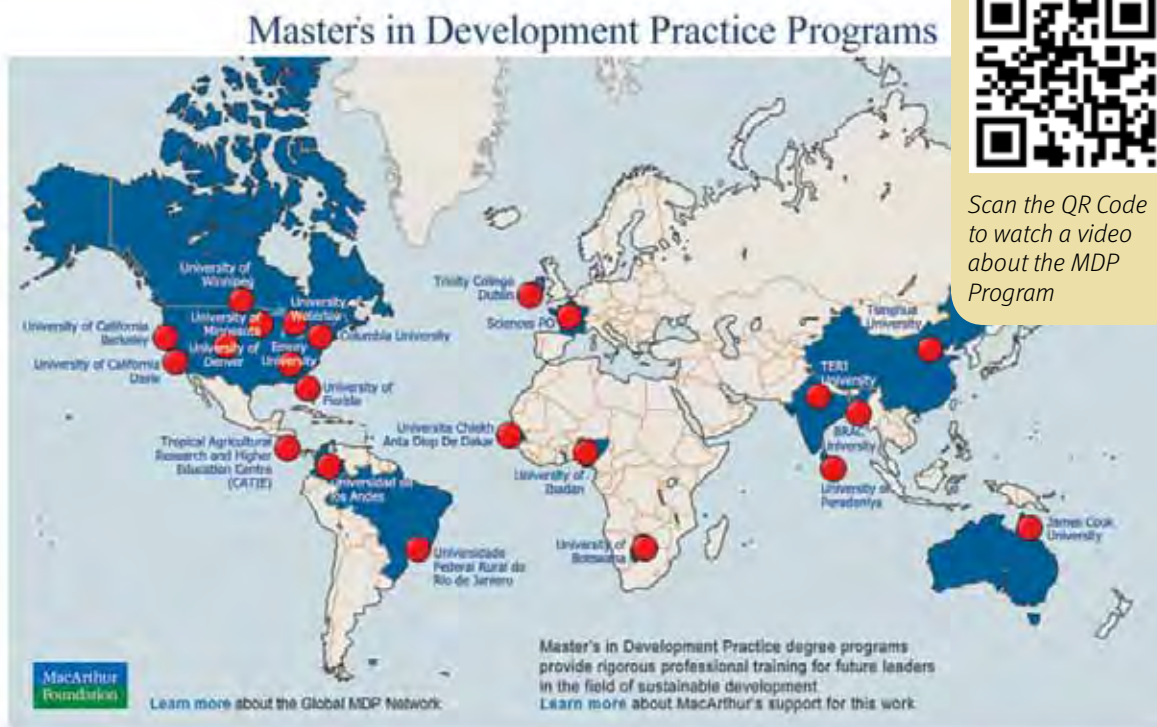 Master's in Development Practice Programs
Scan the QR Code
to watch a video
about the MDP
Program
University of
Winnipeg
University
Waterloo
University of
Minnesota
Columbia University
University of California
Berkeley
University of
Denver
Emory
University
University of California
Davis
University of
Florida
Tropical Agricultural
Research and Higher
Education Centre
(CATIE)
Universidad de
los Andes
Universidade
Federal Rural do
Rio de Janeiro
Trinity College
Dublin
Sciences PO
Universite Chiekh
Anta Diop De Dakar
University of
Ibadan
University of
Botswana
Tsinghua
University
TERI
University
BRAC
University
University of
Peradeniya
James Cook
University
MacArthur
Foundation
Learn more about the Global MDP Network
Master's in Development Practice degree programs
provide rigorous professional training for future leaders
in the field of sustainable development
Learn more about MacArthur's support for this work